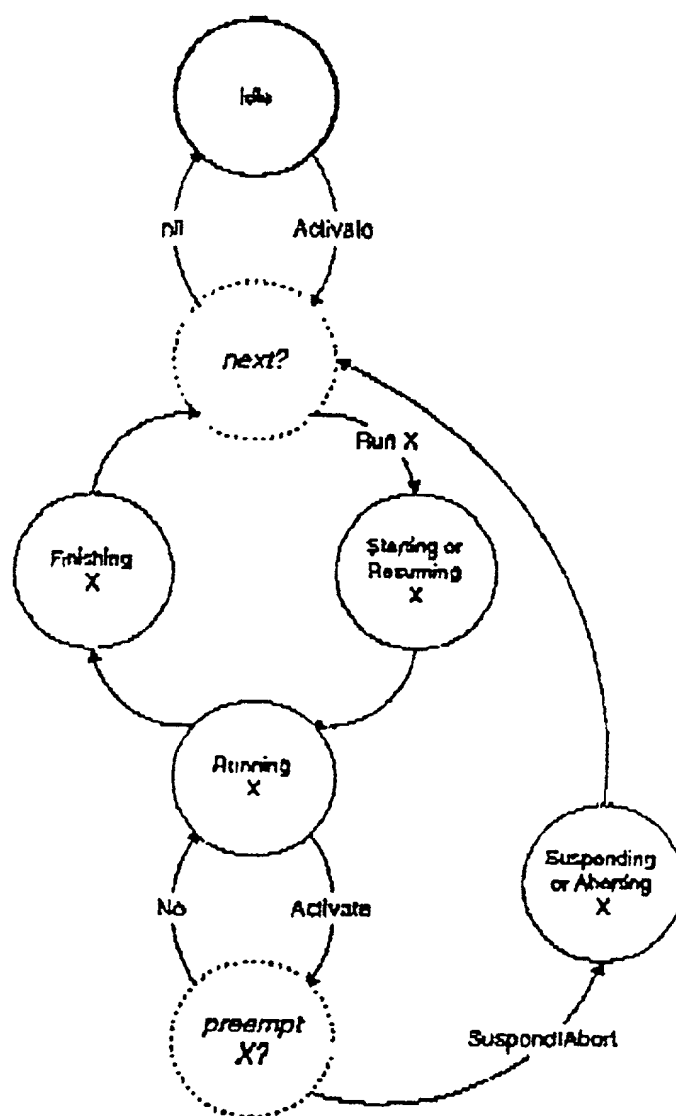 Idle
nil
Activate
next?
Run X
Finishing
X
Starting or
Resuming
X
Running
X
Suspending
or Aborting
X
No
Activate
preempt
X?
Suspend/Abort